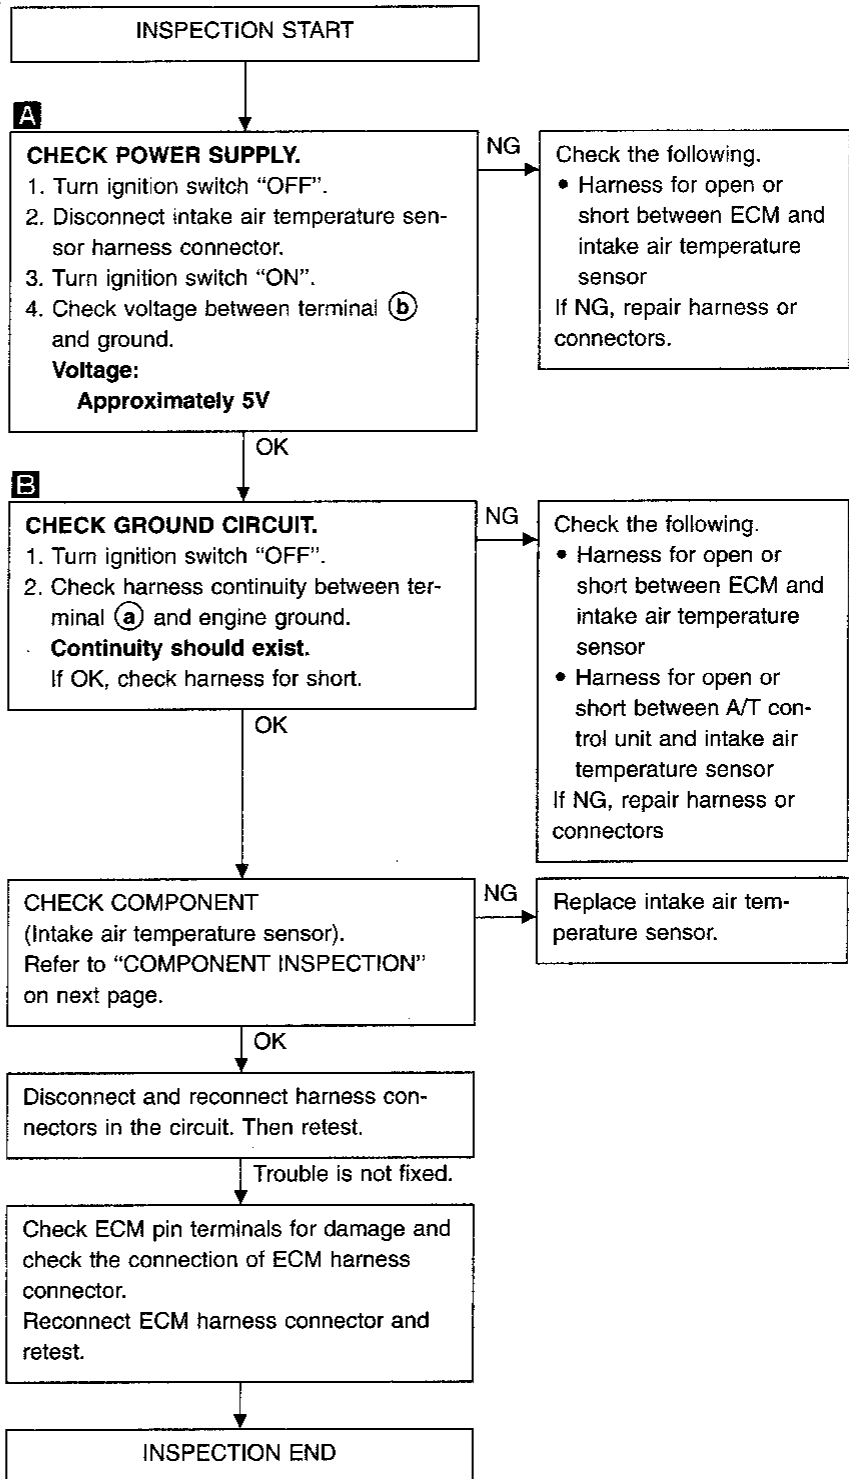 INSPECTION START
A
CHECK POWER SUPPLY.
1. Turn ignition switch “OFF”.
2. Disconnect intake air temperature sen-
sor harness connector.
3. Turn ignition switch “ON”.
4. Check voltage between terminal ⓑ
and ground.
Voltage:
Approximately 5V
NG
Check the following.
• Harness for open or
short between ECM and
intake air temperature
sensor
If NG, repair harness or
connectors.
OK
B
CHECK GROUND CIRCUIT.
1. Turn ignition switch “OFF”.
2. Check harness continuity between ter-
minal ⓐ and engine ground.
Continuity should exist.
If OK, check harness for short.
NG
Check the following.
• Harness for open or
short between ECM and
intake air temperature
sensor
• Harness for open or
short between A/T con-
trol unit and intake air
temperature sensor
If NG, repair harness or
connectors
OK
CHECK COMPONENT
(Intake air temperature sensor).
Refer to “COMPONENT INSPECTION”
on next page.
NG
Replace intake air tem-
perature sensor.
OK
Disconnect and reconnect harness con-
nectors in the circuit. Then retest.
Trouble is not fixed.
Check ECM pin terminals for damage and
check the connection of ECM harness
connector.
Reconnect ECM harness connector and
retest.
INSPECTION END